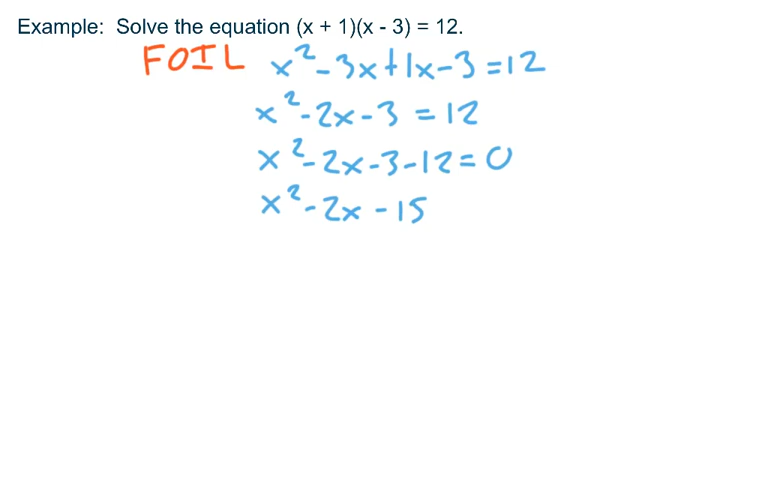 Example: Solve the equation (x + 1)(x - 3) = 12.
FOIL x² - 3x + 1x - 3 = 12
x² - 2x - 3 = 12
x² - 2x - 3 - 12 = 0
x² - 2x - 15